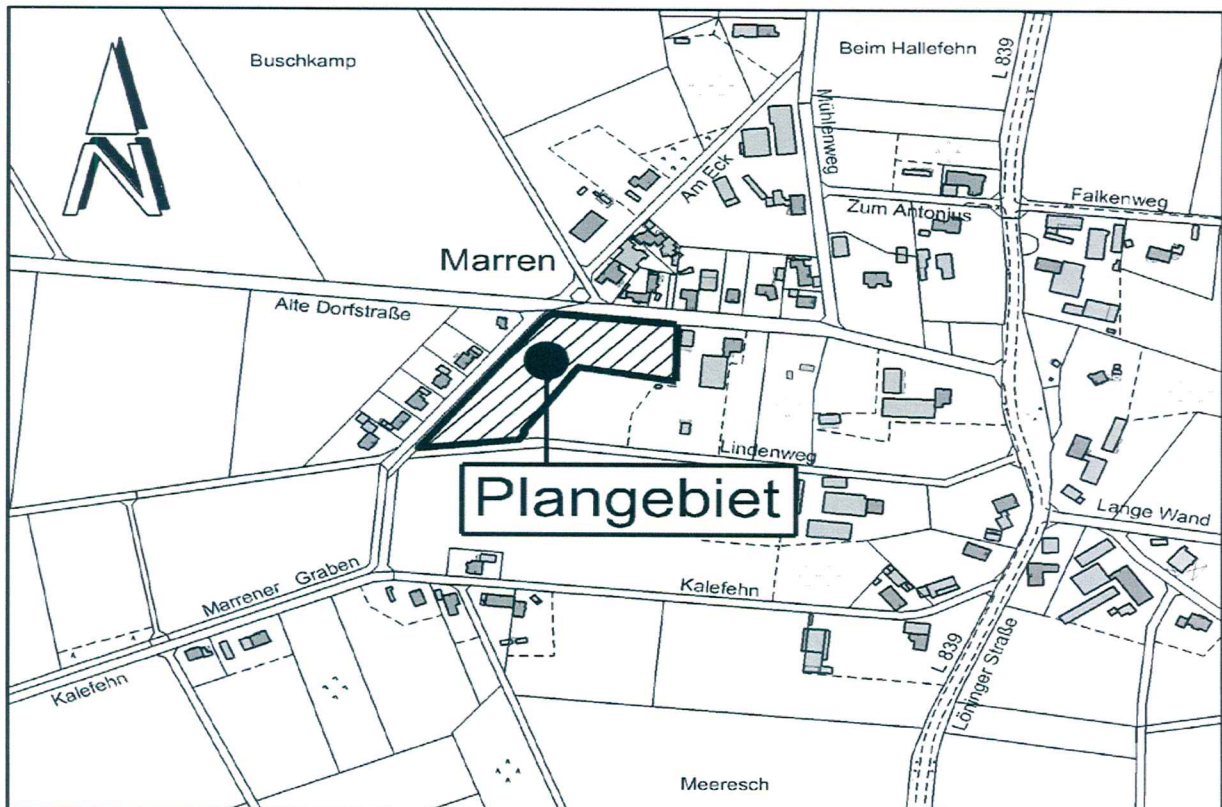 Buschkamp
Beim Hallefehn
L 839
Mühlenweg
Am Eck
Falkenweg
Zum Antonius
Marren
Alte Dorfstraße
Lindenweg
Plangebiet
Lange Wand
Marrener Graben
Kalefehn
Kalefehn
L 839
Löninger Straße
Meeresch
N